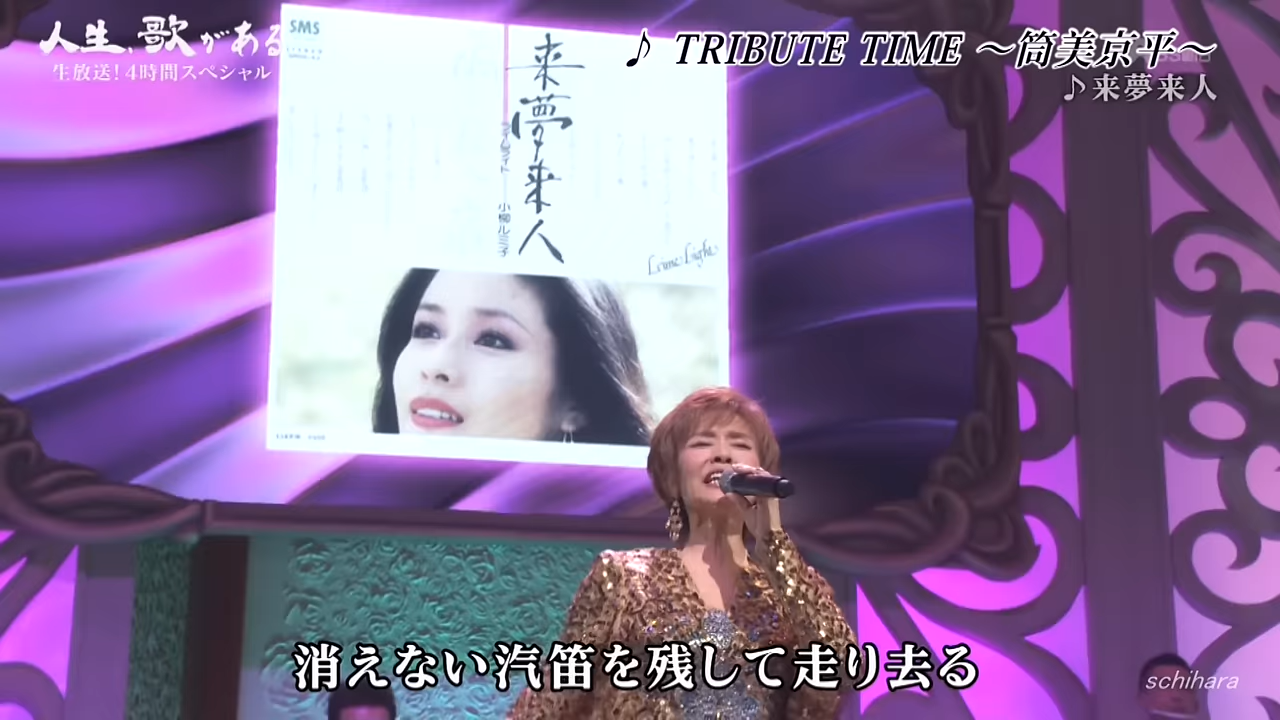 人生、歌がある
生放送!4時間スペシャル
♪ TRIBUTE TIME ～筒美京平～
♪来夢来人
SMS
来夢来人
ライムライト 小柳ルミ子
Lime Light
消えない汽笛を残して走り去る
schihara